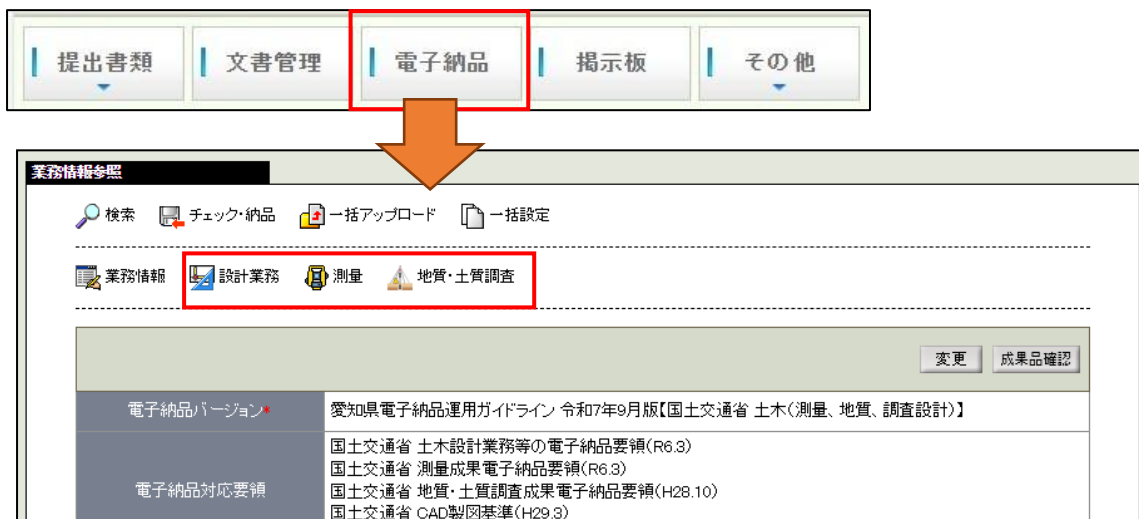 提出書類 文書管理 電子納品 掲示板 その他
業務情報参照
検索 チェック・納品 一括アップロード 一括設定
業務情報 設計業務 測量 地質・土質調査
変更 成果品確認
電子納品バージョン* 愛知県電子納品運用ガイドライン 令和7年9月版【国土交通省 土木(測量、地質、調査設計)】
国土交通省 土木設計業務等の電子納品要領(R6.3)
国土交通省 測量成果電子納品要領(R6.3)
電子納品対応要領 国土交通省 地質・土質調査成果電子納品要領(H28.10)
国土交通省 CAD製図基準(H29.3)